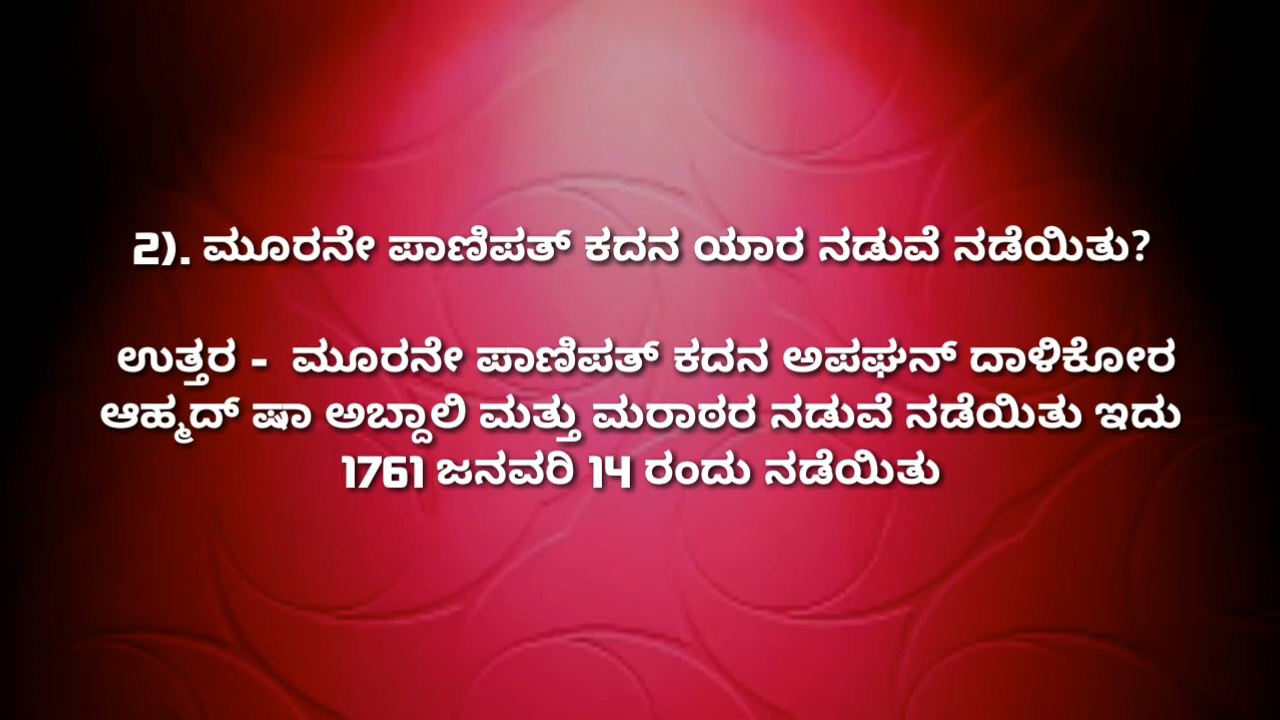 2). ಮೂರನೇ ಪಾಣಿಪತ್ ಕದನ ಯಾರ ನಡುವೆ ನಡೆಯಿತು?
ಉತ್ತರ - ಮೂರನೇ ಪಾಣಿಪತ್ ಕದನ ಅಪಘನ್ ದಾಳಿಕೋರ
ಆಹ್ಮದ್ ಷಾ ಅಬ್ದಾಲಿ ಮತ್ತು ಮರಾಠರ ನಡುವೆ ನಡೆಯಿತು ಇದು
1761 ಜನವರಿ 14 ರಂದು ನಡೆಯಿತು